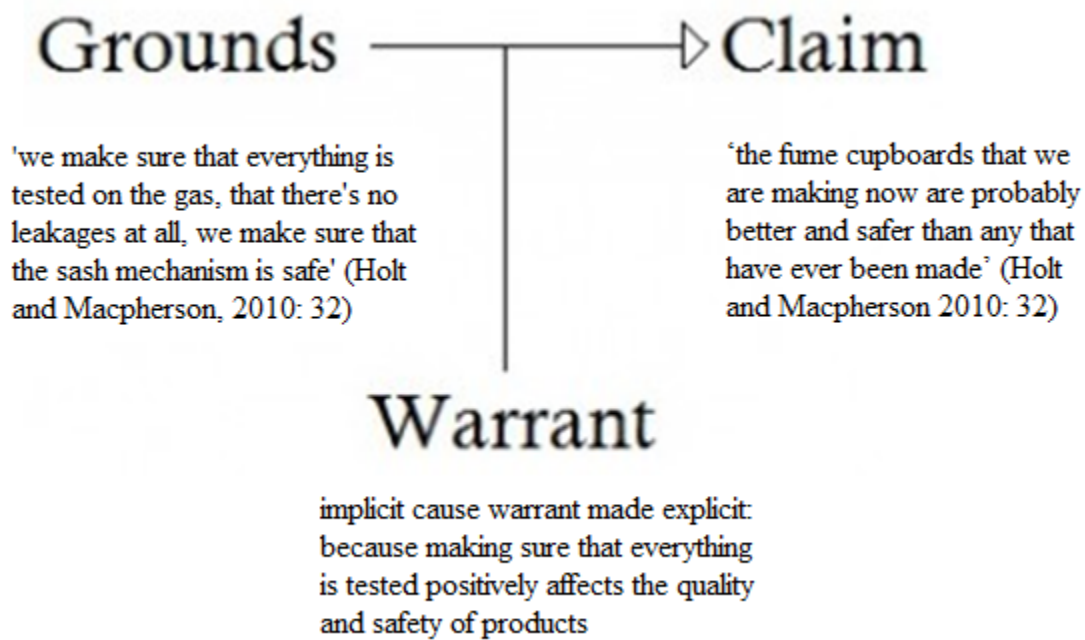 Grounds
Claim
'we make sure that everything is
tested on the gas, that there's no
leakages at all, we make sure that
the sash mechanism is safe' (Holt
and Macpherson, 2010: 32)
‘the fume cupboards that we
are making now are probably
better and safer than any that
have ever been made’ (Holt
and Macpherson 2010: 32)
Warrant
implicit cause warrant made explicit:
because making sure that everything
is tested positively affects the quality
and safety of products